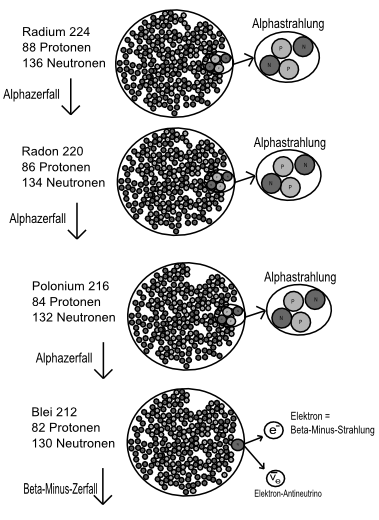 Radium 224
88 Protonen
136 Neutronen
Alphastrahlung
P
N
N
P
Alphazerfall
Radon 220
86 Protonen
134 Neutronen
Alphastrahlung
P
N
N
P
Alphazerfall
Polonium 216
84 Protonen
132 Neutronen
Alphastrahlung
P
N
N
P
Alphazerfall
Blei 212
82 Protonen
130 Neutronen
e⁻
Elektron =
Beta-Minus-Strahlung
v̅e
Elektron-Antineutrino
Beta-Minus-Zerfall